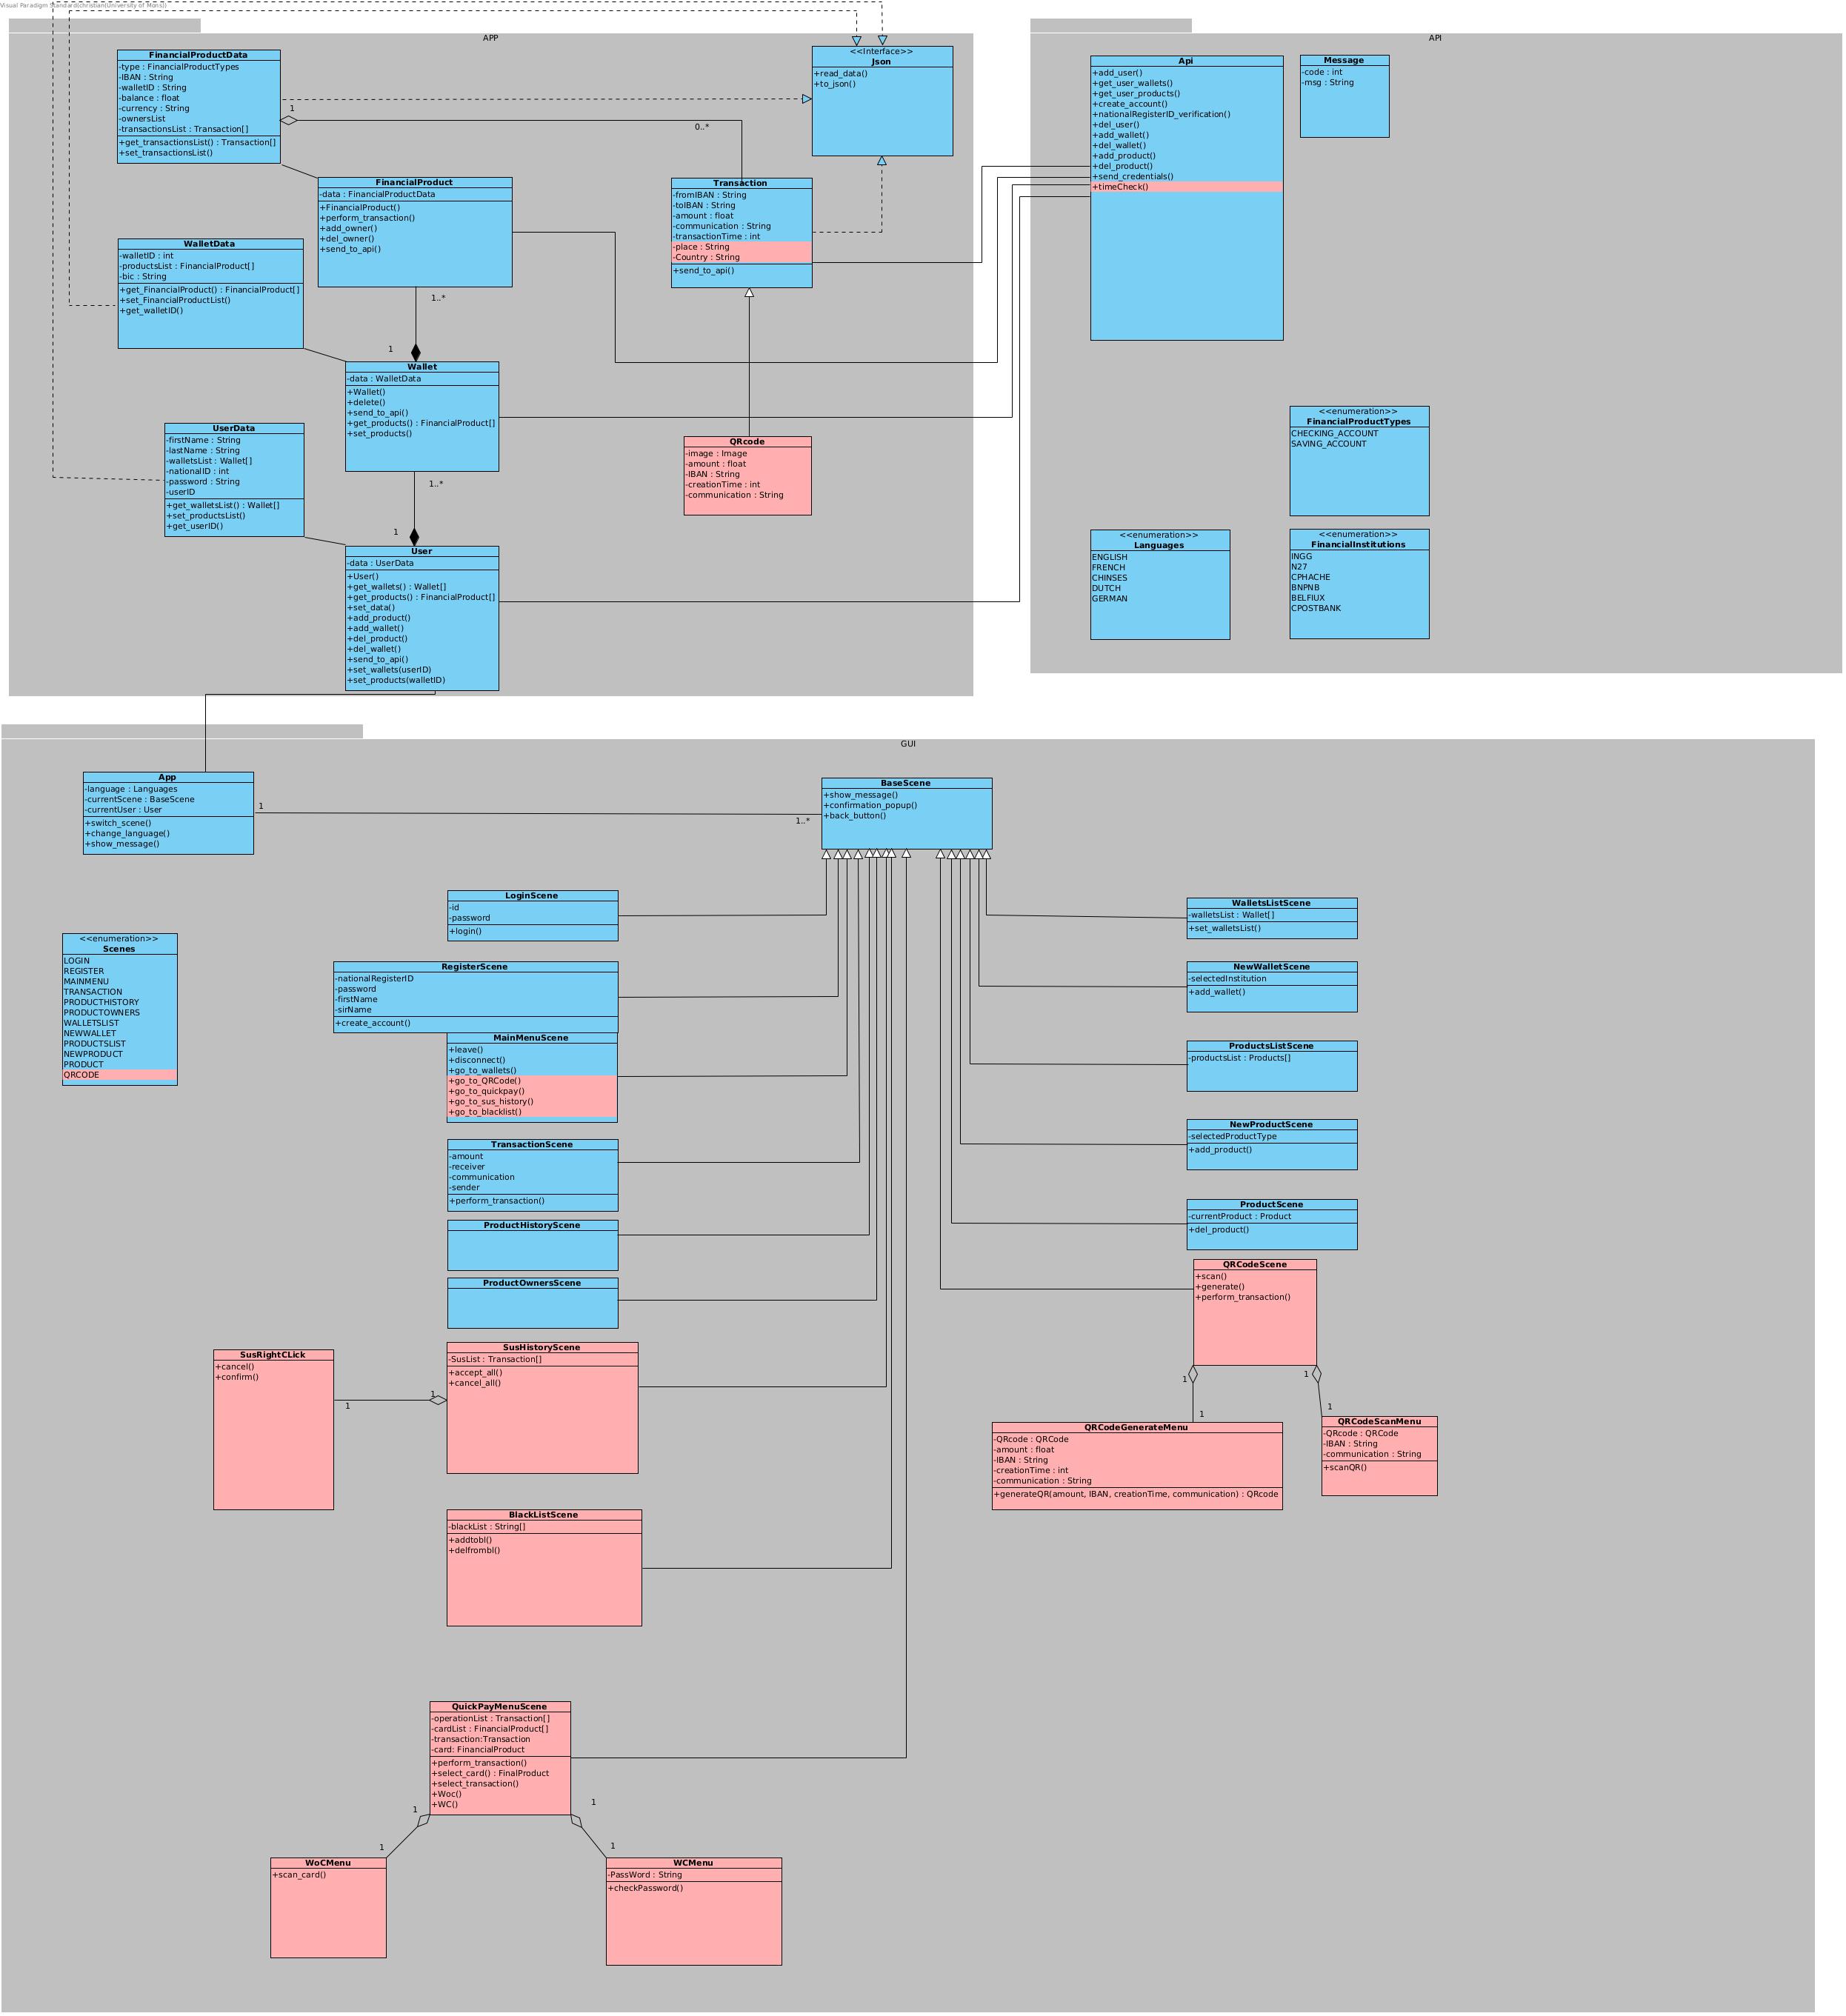 Visual Paradigm Standard(christian(University of Mons))
APP
FinancialProductData
-type : FinancialProductTypes
-IBAN : String
-walletID : String
-balance : float
-currency : String
-ownersList
-transactionsList : Transaction[]
+get_transactionsList() : Transaction[]
+set_transactionsList()
1
0..*
<<Interface>>
Json
+read_data()
+to_json()
FinancialProduct
-data : FinancialProductData
+FinancialProduct()
+perform_transaction()
+add_owner()
+del_owner()
+send_to_api()
Transaction
-fromIBAN : String
-toIBAN : String
-amount : float
-communication : String
-transactionTime : int
-place : String
-Country : String
+send_to_api()
WalletData
-walletID : int
-productsList : FinancialProduct[]
-bic : String
+get_FinancialProduct() : FinancialProduct[]
+set_FinancialProductList()
+get_walletID()
1..*
1
Wallet
-data : WalletData
+Wallet()
+delete()
+send_to_api()
+get_products() : FinancialProduct[]
+set_products()
UserData
-firstName : String
-lastName : String
-walletsList : Wallet[]
-nationalID : int
-password : String
-userID
+get_walletsList() : Wallet[]
+set_productsList()
+get_userID()
QRcode
-image : Image
-amount : float
-IBAN : String
-creationTime : int
-communication : String
1..*
1
User
-data : UserData
+User()
+get_wallets() : Wallet[]
+get_products() : FinancialProduct[]
+set_data()
+add_product()
+add_wallet()
+del_product()
+del_wallet()
+send_to_api()
+set_wallets(userID)
+set_products(walletID)
API
Api
+add_user()
+get_user_wallets()
+get_user_products()
+create_account()
+nationalRegisterID_verification()
+del_user()
+add_wallet()
+del_wallet()
+add_product()
+del_product()
+send_credentials()
+timeCheck()
Message
-code : int
-msg : String
<<enumeration>>
FinancialProductTypes
CHECKING_ACCOUNT
SAVING_ACCOUNT
<<enumeration>>
Languages
ENGLISH
FRENCH
CHINSES
DUTCH
GERMAN
<<enumeration>>
FinancialInstitutions
INGG
N27
CPHACHE
BNPNB
BELFIUX
CPOSTBANK
GUI
App
-language : Languages
-currentScene : BaseScene
-currentUser : User
+switch_scene()
+change_language()
+show_message()
1
1..*
BaseScene
+show_message()
+confirmation_popup()
+back_button()
<<enumeration>>
Scenes
LOGIN
REGISTER
MAINMENU
TRANSACTION
PRODUCTHISTORY
PRODUCTOWNERS
WALLETSLIST
NEWWALLET
PRODUCTSLIST
NEWPRODUCT
PRODUCT
QRCODE
LoginScene
-id
-password
+login()
RegisterScene
-nationalRegisterID
-password
-firstName
-sirName
+create_account()
MainMenuScene
+leave()
+disconnect()
+go_to_wallets()
+go_to_QRCode()
+go_to_quickpay()
+go_to_sus_history()
+go_to_blacklist()
TransactionScene
-amount
-receiver
-communication
-sender
+perform_transaction()
ProductHistoryScene
ProductOwnersScene
WalletsListScene
-walletsList : Wallet[]
+set_walletsList()
NewWalletScene
-selectedInstitution
+add_wallet()
ProductsListScene
-productsList : Products[]
NewProductScene
-selectedProductType
+add_product()
ProductScene
-currentProduct : Product
+del_product()
QRCodeScene
+scan()
+generate()
+perform_transaction()
1
1
1
1
QRCodeGenerateMenu
-QRcode : QRCode
-amount : float
-IBAN : String
-creationTime : int
-communication : String
+generateQR(amount, IBAN, creationTime, communication) : QRcode
QRCodeScanMenu
-QRcode : QRCode
-IBAN : String
-communication : String
+scanQR()
SusRightCLick
+cancel()
+confirm()
1
1
SusHistoryScene
-SusList : Transaction[]
+accept_all()
+cancel_all()
BlackListScene
-blackList : String[]
+addtobl()
+delfrombl()
QuickPayMenuScene
-operationList : Transaction[]
-cardList : FinancialProduct[]
-transaction:Transaction
-card: FinancialProduct
+perform_transaction()
+select_card() : FinalProduct
+select_transaction()
+Woc()
+WC()
1
1
1
1
WoCMenu
+scan_card()
WCMenu
-PassWord : String
+checkPassword()